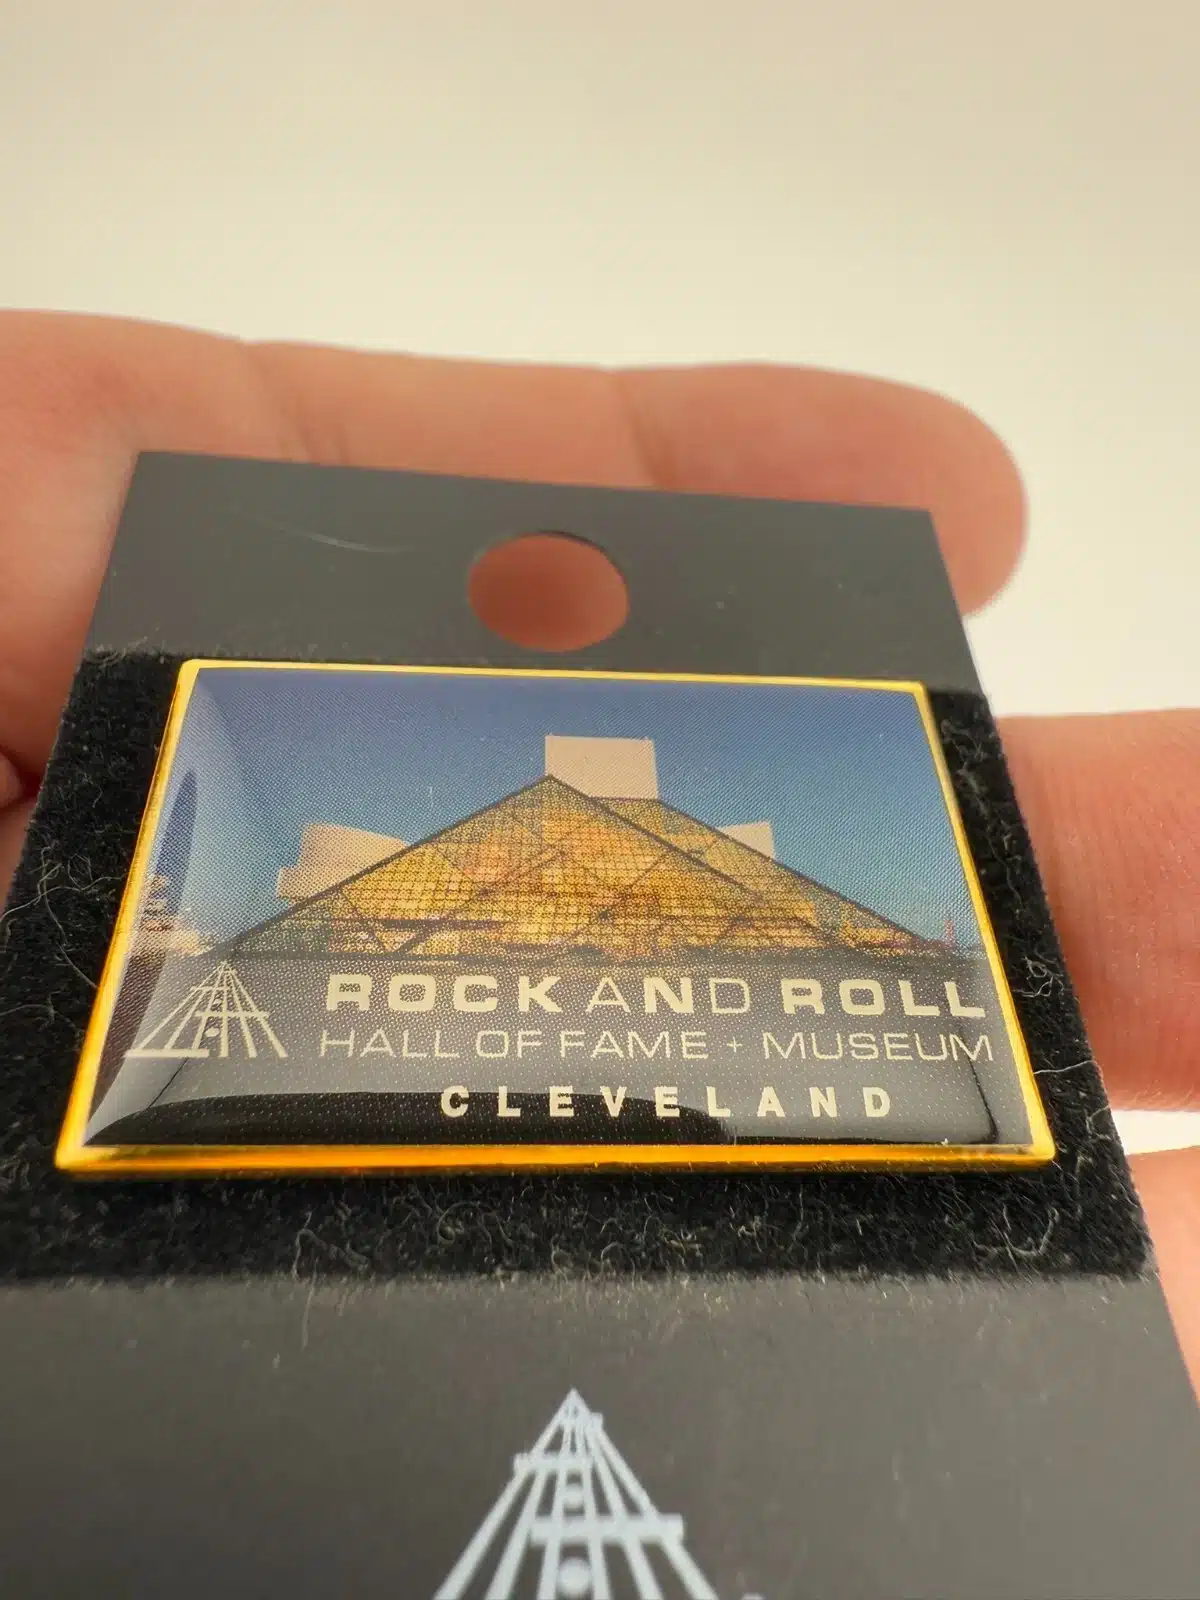 ROCK AND ROLL
HALL OF FAME + MUSEUM
CLEVELAND